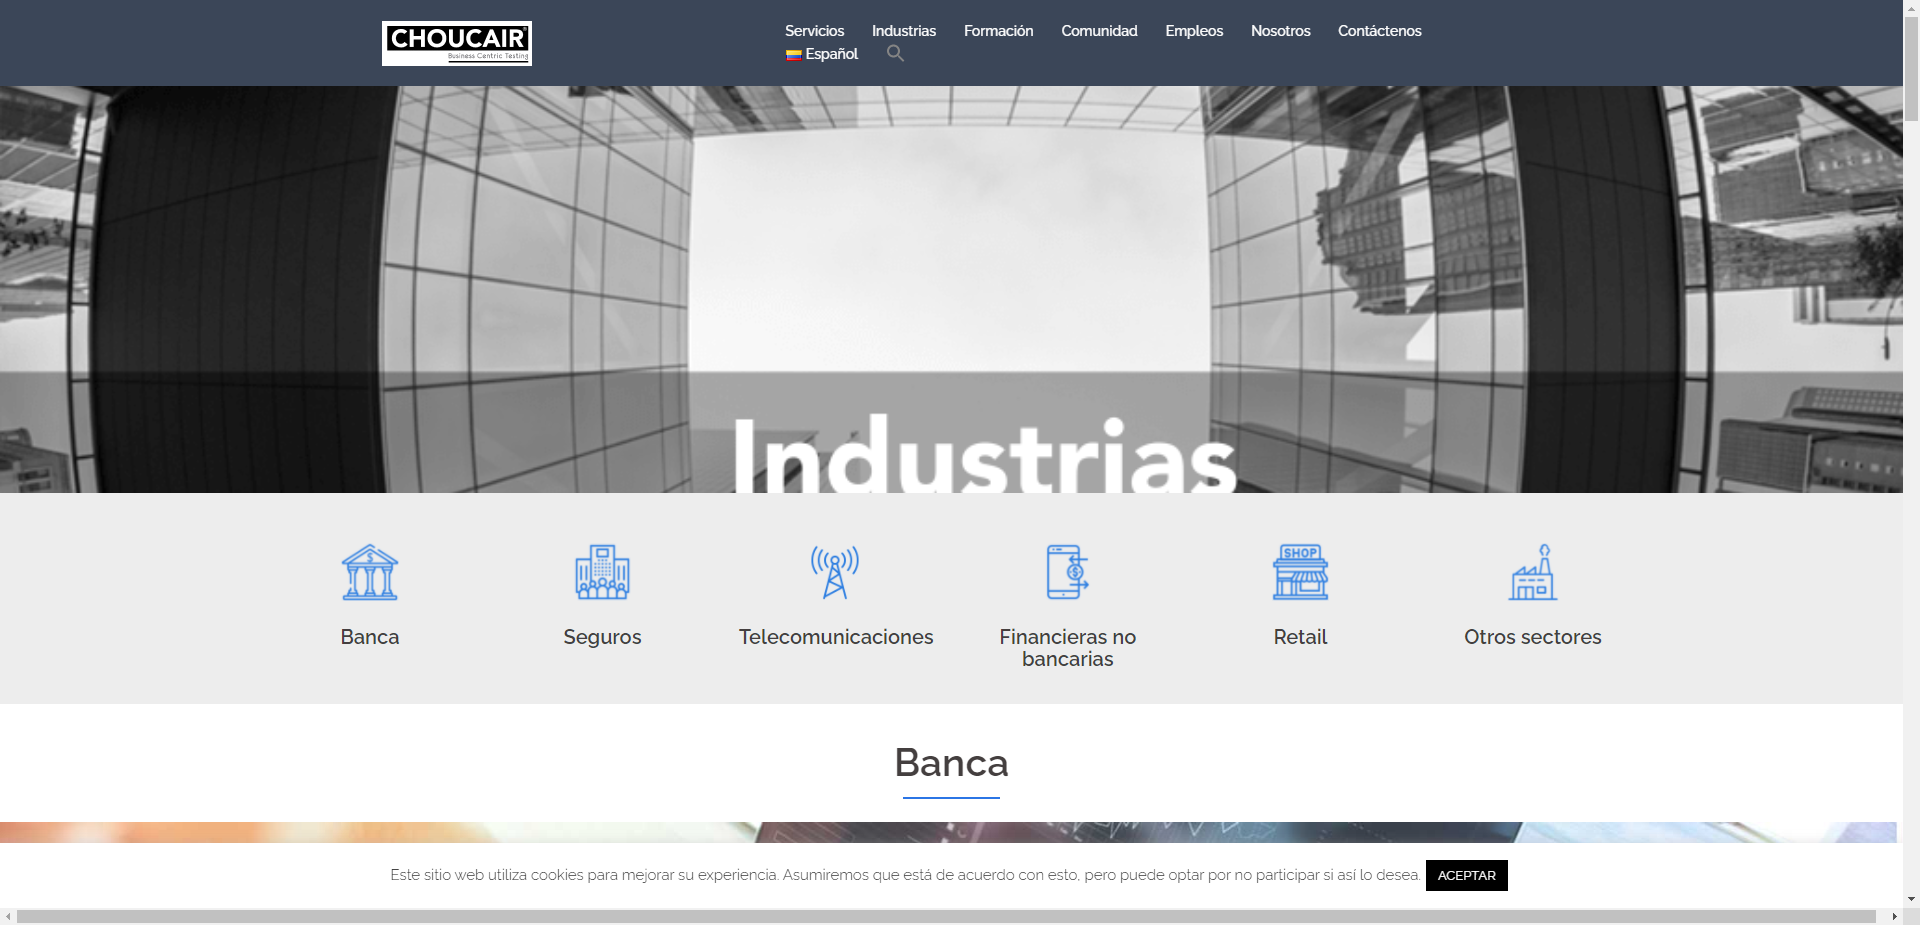 CHOUCAIR
Business Centric Testing
Servicios Industrias Formación Comunidad Empleos Nosotros Contáctenos
Español
Industrias
SHOP
Banca Seguros Telecomunicaciones Financieras no bancarias Retail Otros sectores
Banca
Este sitio web utiliza cookies para mejorar su experiencia. Asumiremos que está de acuerdo con esto, pero puede optar por no participar si así lo desea. ACEPTAR